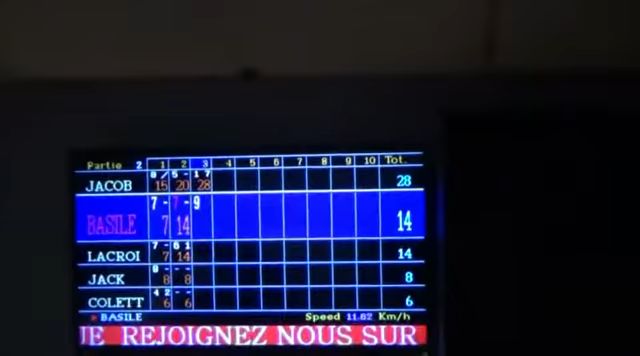 Partie 2 1 2 3 4 5 6 7 8 9 10 Tot.
8 / 5 - 1 7
JACOB 15 20 28 28
7 - 7 - 9
BASILE 7 14 14
7 - 6 1
LACROI 7 14 14
8 - - -
JACK 8 8 8
4 2 - -
COLETT 6 6 6
BASILE Speed 11.82 Km/h
JE REJOIGNEZ NOUS SUR